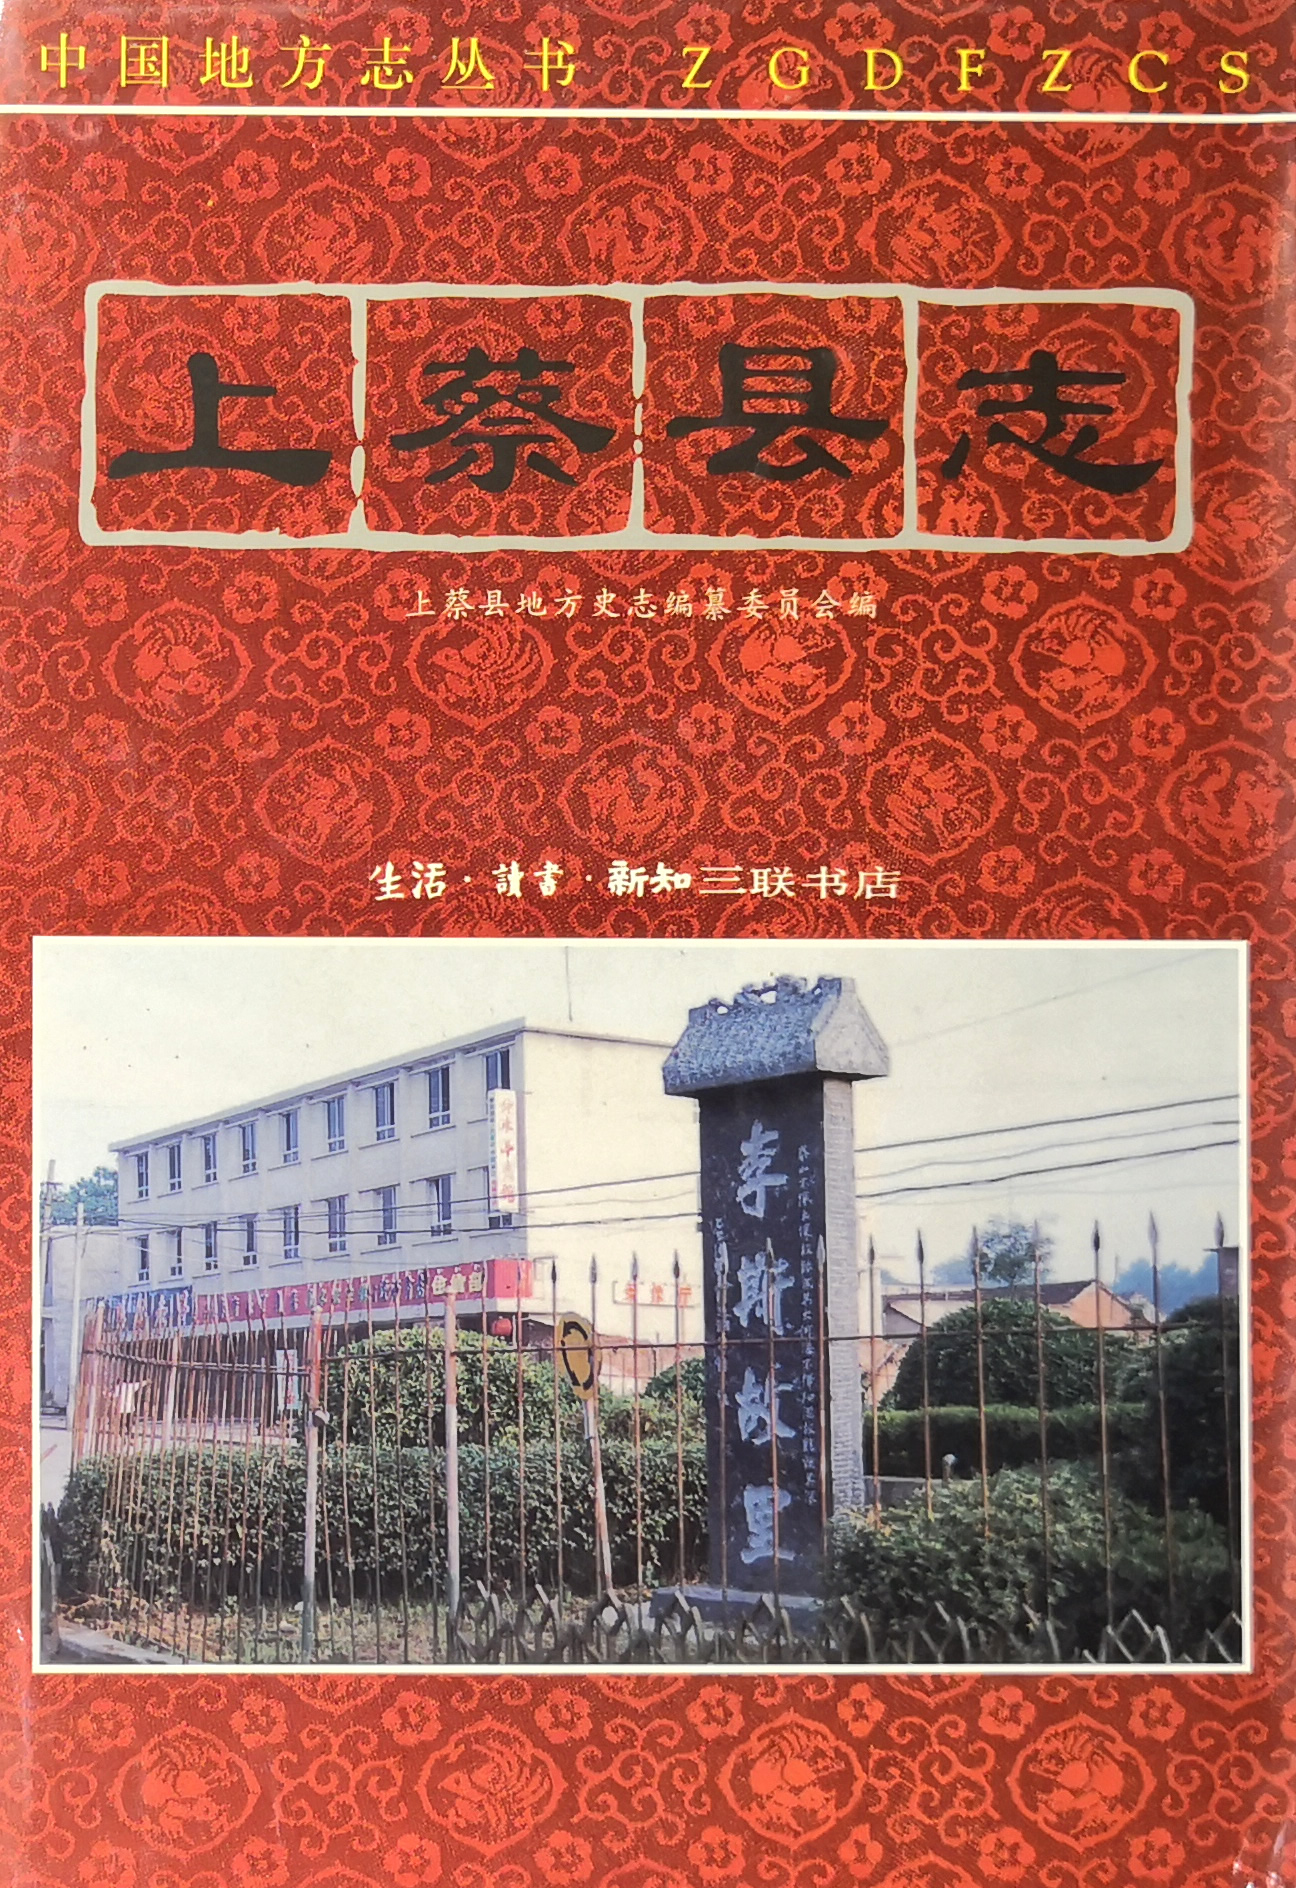 中国地方志丛书 ZGDFZCS
上蔡县志
上蔡县地方史志编纂委员会编
生活·讀書·新知三联书店
李斯故里